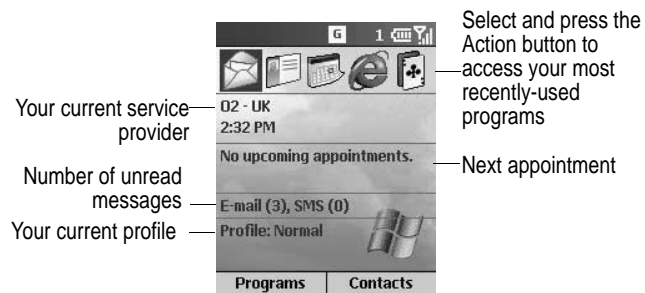 G 1
Select and press the
Action button to
access your most
recently-used
programs
Your current service
provider
O2 - UK
2:32 PM
No upcoming appointments.
Next appointment
Number of unread
messages
E-mail (3), SMS (0)
Your current profile
Profile: Normal
Programs Contacts